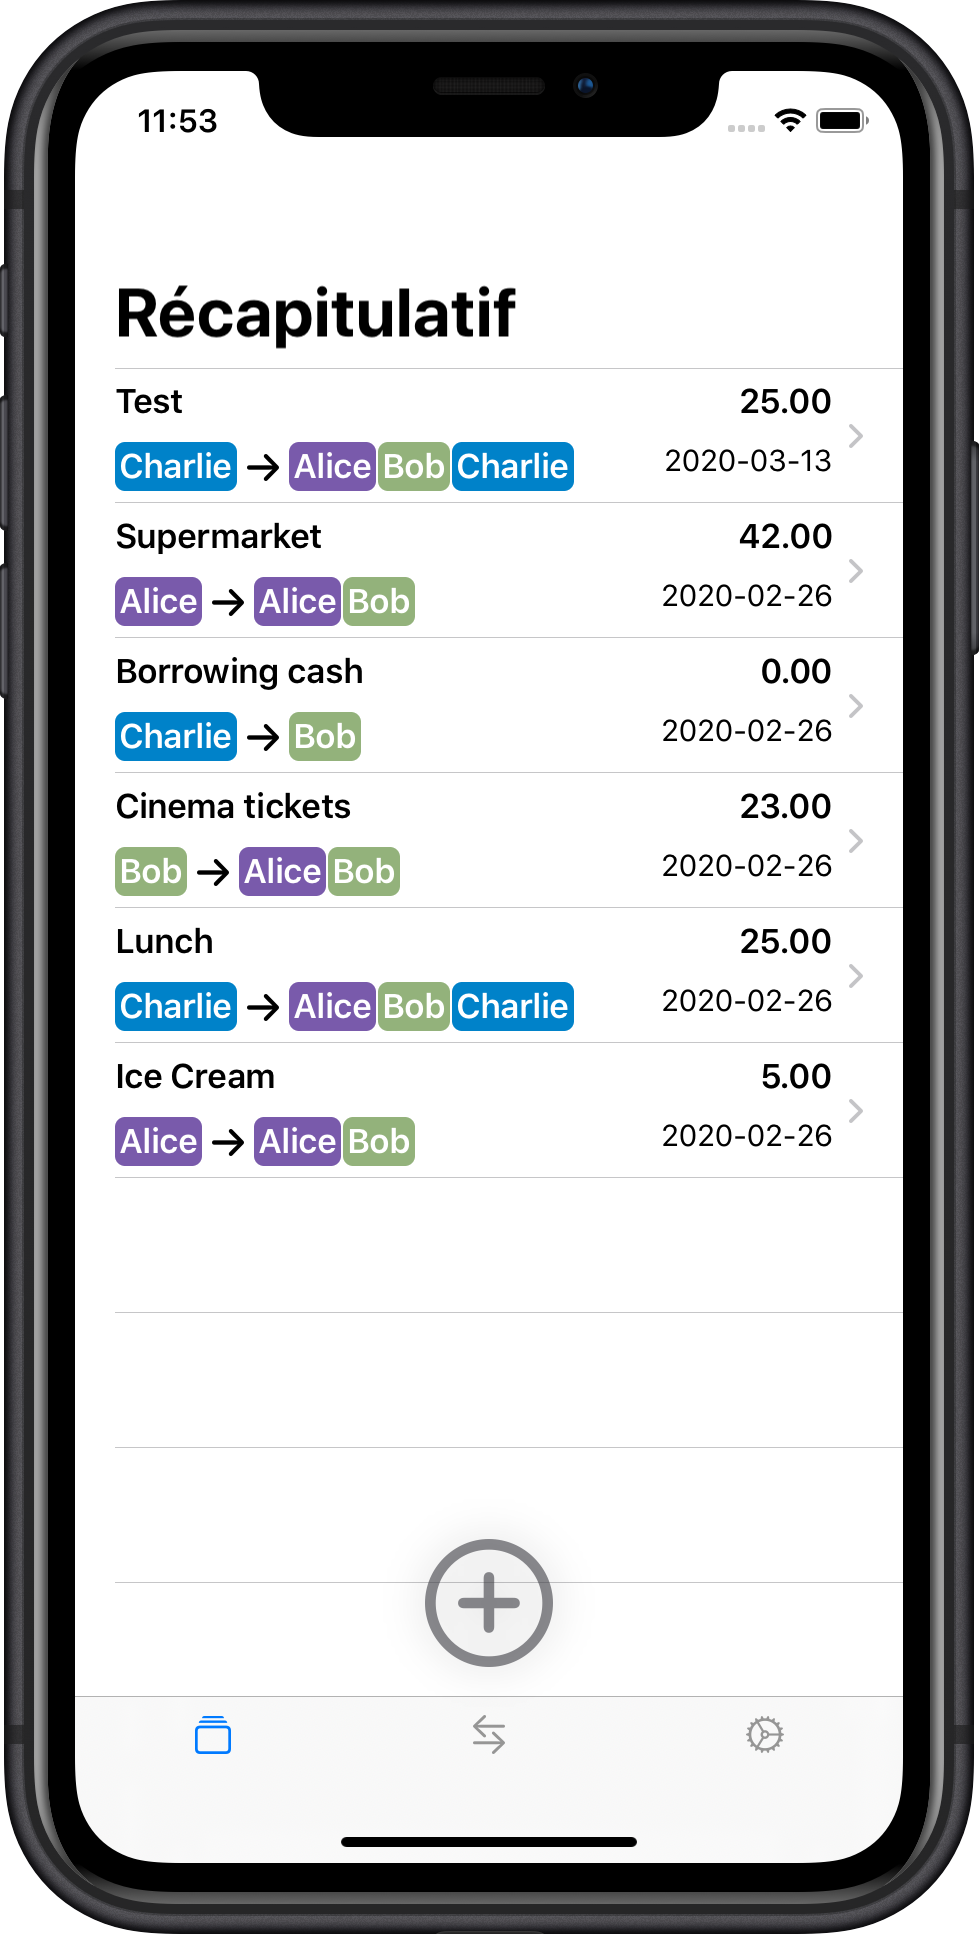 11:53
Récapitulatif
Test 25.00
Charlie → Alice Bob Charlie 2020-03-13
Supermarket 42.00
Alice → Alice Bob 2020-02-26
Borrowing cash 0.00
Charlie → Bob 2020-02-26
Cinema tickets 23.00
Bob → Alice Bob 2020-02-26
Lunch 25.00
Charlie → Alice Bob Charlie 2020-02-26
Ice Cream 5.00
Alice → Alice Bob 2020-02-26